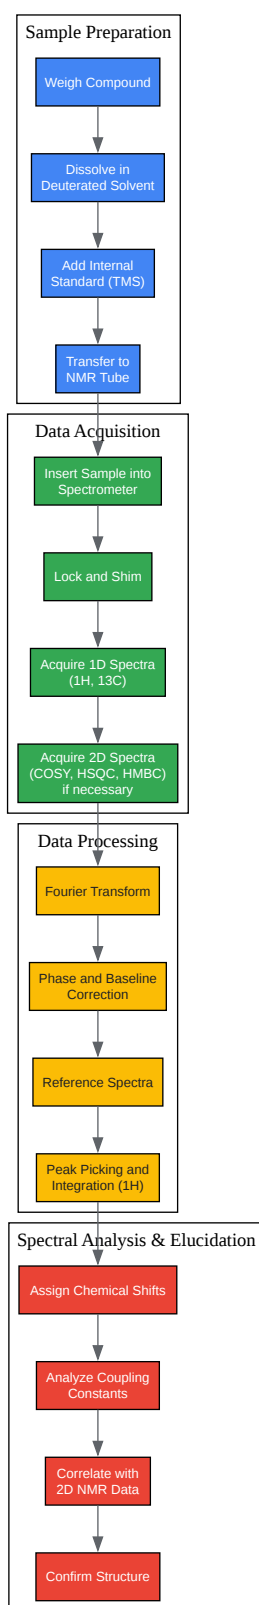 Sample Preparation
Weigh Compound
Dissolve in
Deuterated Solvent
Add Internal
Standard (TMS)
Transfer to
NMR Tube
Data Acquisition
Insert Sample into
Spectrometer
Lock and Shim
Acquire 1D Spectra
(1H, 13C)
Acquire 2D Spectra
(COSY, HSQC, HMBC)
if necessary
Data Processing
Fourier Transform
Phase and Baseline
Correction
Reference Spectra
Peak Picking and
Integration (1H)
Spectral Analysis & Elucidation
Assign Chemical Shifts
Analyze Coupling
Constants
Correlate with
2D NMR Data
Confirm Structure